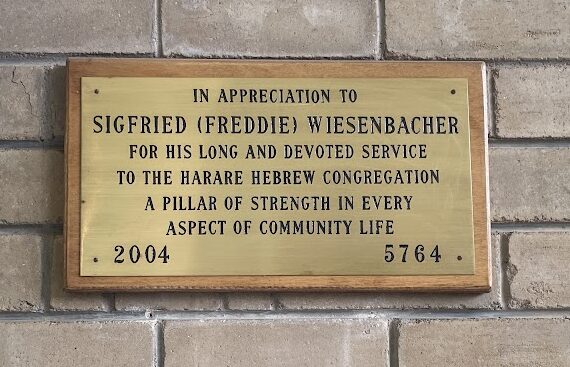 IN APPRECIATION TO
SIGFRIED (FREDDIE) WIESENBACHER
FOR HIS LONG AND DEVOTED SERVICE
TO THE HARARE HEBREW CONGREGATION
A PILLAR OF STRENGTH IN EVERY
ASPECT OF COMMUNITY LIFE
2004 5764